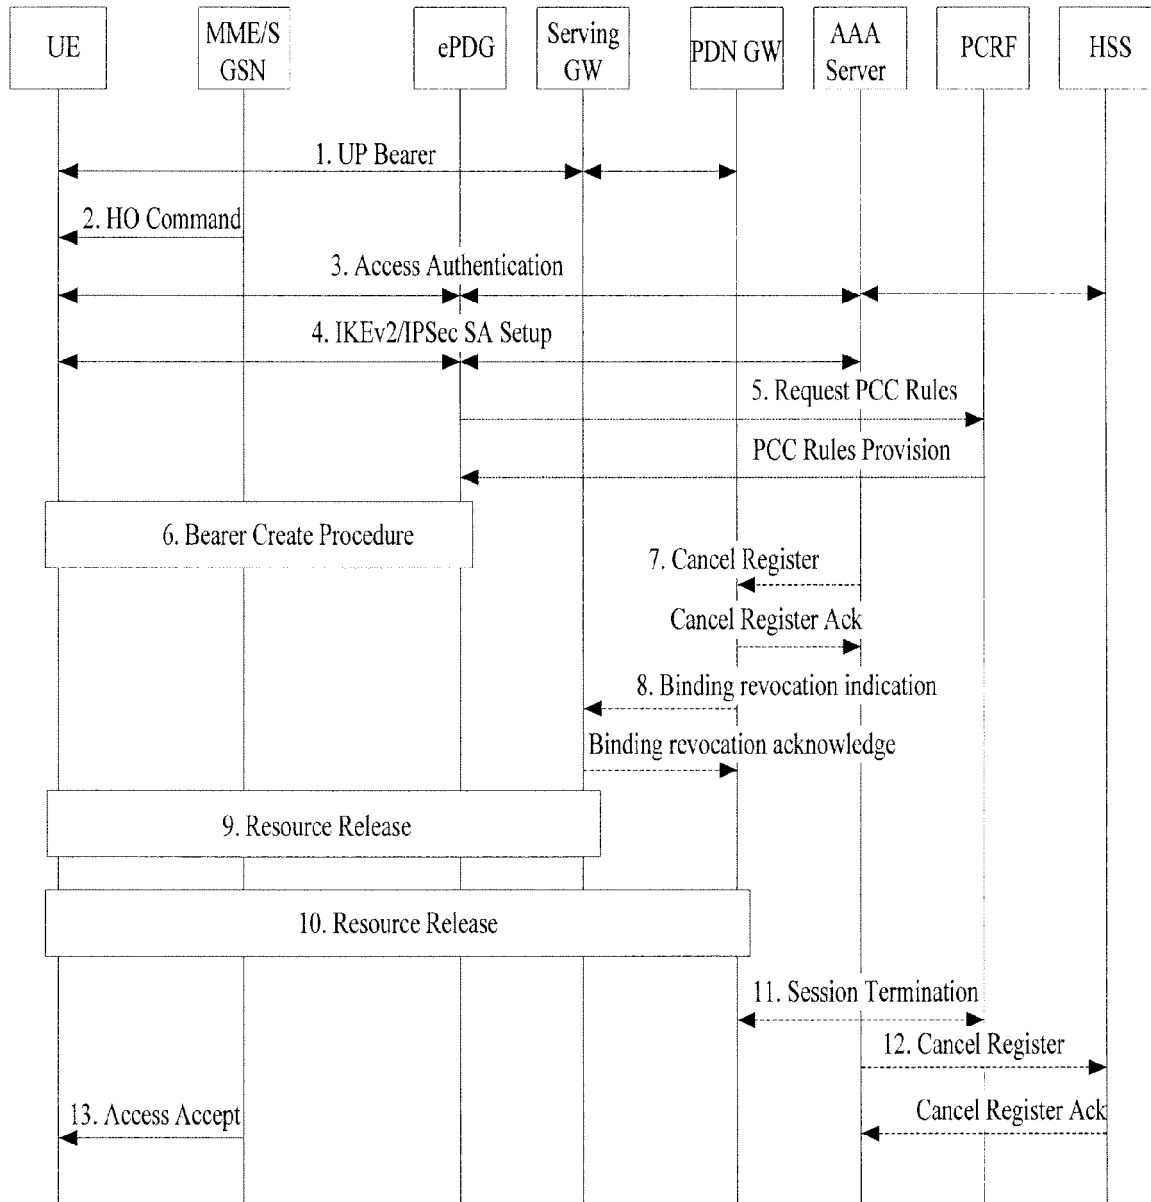 UE
MME/S
GSN
ePDG
Serving
GW
PDN GW
AAA
Server
PCRF
HSS
1. UP Bearer
2. HO Command
3. Access Authentication
4. IKEv2/IPSec SA Setup
5. Request PCC Rules
PCC Rules Provision
6. Bearer Create Procedure
7. Cancel Register
Cancel Register Ack
8. Binding revocation indication
Binding revocation acknowledge
9. Resource Release
10. Resource Release
11. Session Termination
12. Cancel Register
13. Access Accept
Cancel Register Ack